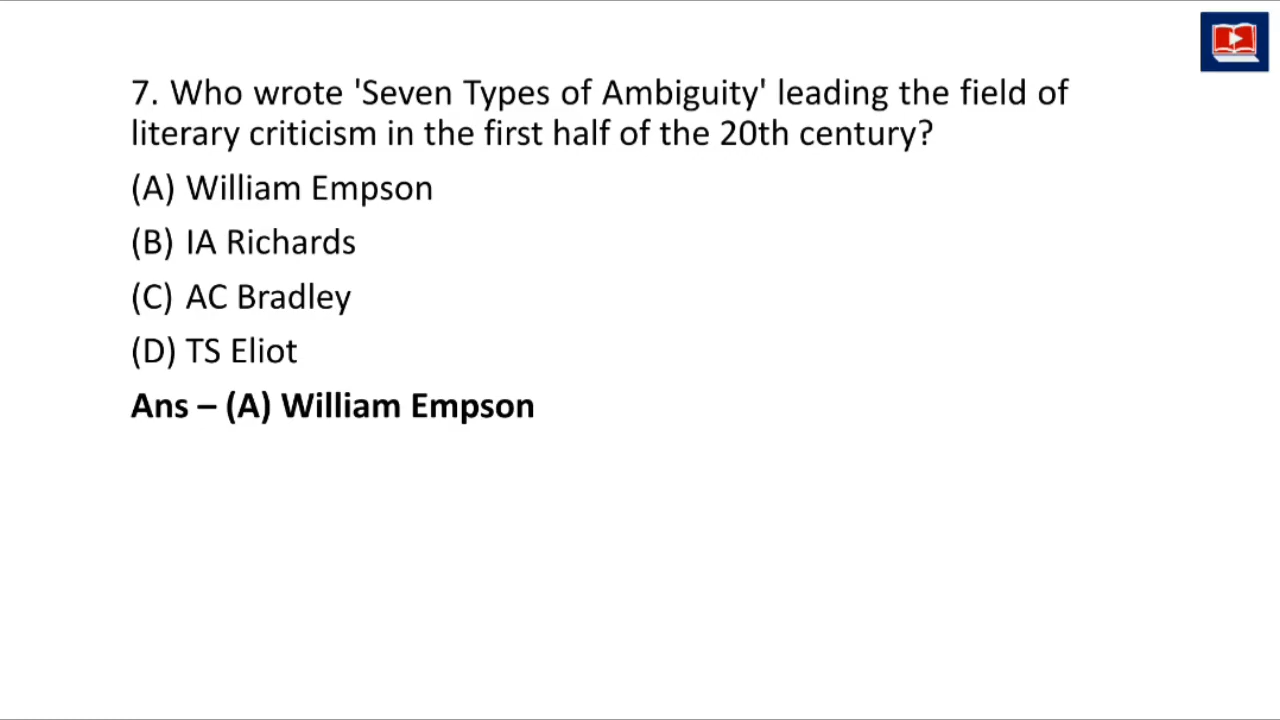 7. Who wrote 'Seven Types of Ambiguity' leading the field of
literary criticism in the first half of the 20th century?
(A) William Empson
(B) IA Richards
(C) AC Bradley
(D) TS Eliot
Ans – (A) William Empson